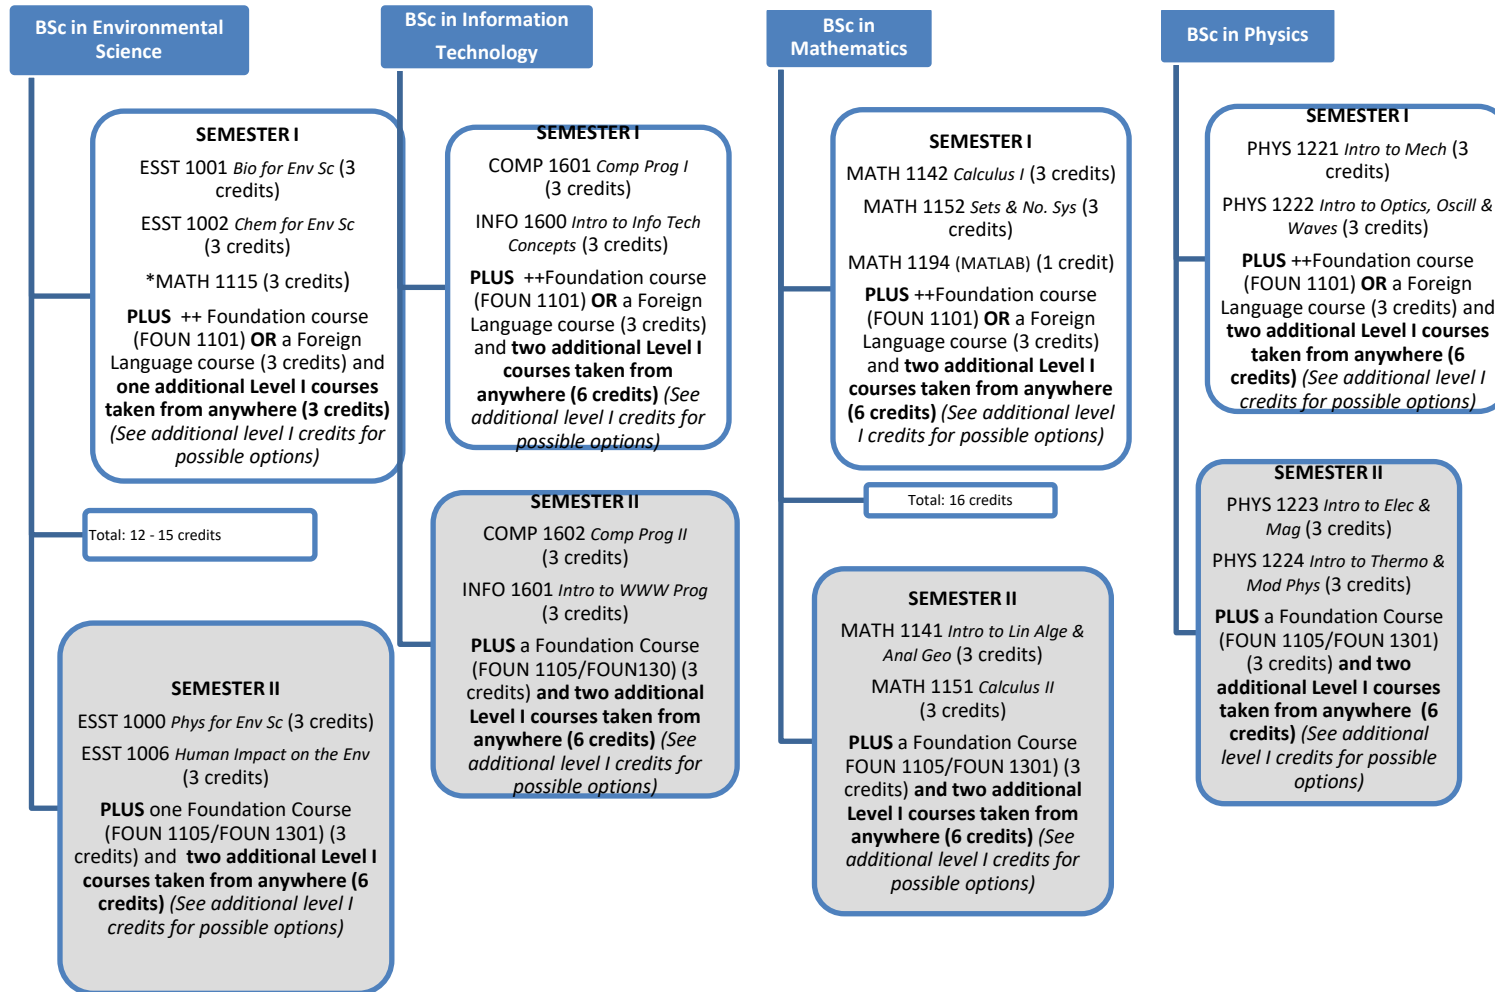 BSc in Environmental
Science
SEMESTER I
ESST 1001 Bio for Env Sc (3
credits)
ESST 1002 Chem for Env Sc
(3 credits)
*MATH 1115 (3 credits)
PLUS ++ Foundation course
(FOUN 1101) OR a Foreign
Language course (3 credits) and
one additional Level I courses
taken from anywhere (3 credits)
(See additional level I credits for
possible options)
Total: 12 - 15 credits
SEMESTER II
ESST 1000 Phys for Env Sc (3 credits)
ESST 1006 Human Impact on the Env
(3 credits)
PLUS one Foundation Course
(FOUN 1105/FOUN 1301) (3
credits) and two additional Level I
courses taken from anywhere (6
credits) (See additional level I
credits for possible options)
BSc in Information
Technology
SEMESTER I
COMP 1601 Comp Prog I
(3 credits)
INFO 1600 Intro to Info Tech
Concepts (3 credits)
PLUS ++Foundation course
(FOUN 1101) OR a Foreign
Language course (3 credits)
and two additional Level I
courses taken from
anywhere (6 credits) (See
additional level I credits for
possible options)
SEMESTER II
COMP 1602 Comp Prog II
(3 credits)
INFO 1601 Intro to WWW Prog
(3 credits)
PLUS a Foundation Course
(FOUN 1105/FOUN130) (3
credits) and two additional
Level I courses taken from
anywhere (6 credits) (See
additional level I credits for
possible options)
BSc in
Mathematics
SEMESTER I
MATH 1142 Calculus I (3 credits)
MATH 1152 Sets & No. Sys (3
credits)
MATH 1194 (MATLAB) (1 credit)
PLUS ++Foundation course
(FOUN 1101) OR a Foreign
Language course (3 credits)
and two additional Level I
courses taken from anywhere
(6 credits) (See additional level
I credits for possible options)
Total: 16 credits
SEMESTER II
MATH 1141 Intro to Lin Alge &
Anal Geo (3 credits)
MATH 1151 Calculus II
(3 credits)
PLUS a Foundation Course
FOUN 1105/FOUN 1301) (3
credits) and two additional
Level I courses taken from
anywhere (6 credits) (See
additional level I credits for
possible options)
BSc in Physics
SEMESTER I
PHYS 1221 Intro to Mech (3
credits)
PHYS 1222 Intro to Optics, Oscill &
Waves (3 credits)
PLUS ++Foundation course
(FOUN 1101) OR a Foreign
Language course (3 credits) and
two additional Level I courses
taken from anywhere (6
credits) (See additional level I
credits for possible options)
SEMESTER II
PHYS 1223 Intro to Elec &
Mag (3 credits)
PHYS 1224 Intro to Thermo &
Mod Phys (3 credits)
PLUS a Foundation Course
(FOUN 1105/FOUN 1301)
(3 credits) and two
additional Level I courses
taken from anywhere (6
credits) (See additional
level I credits for possible
options)